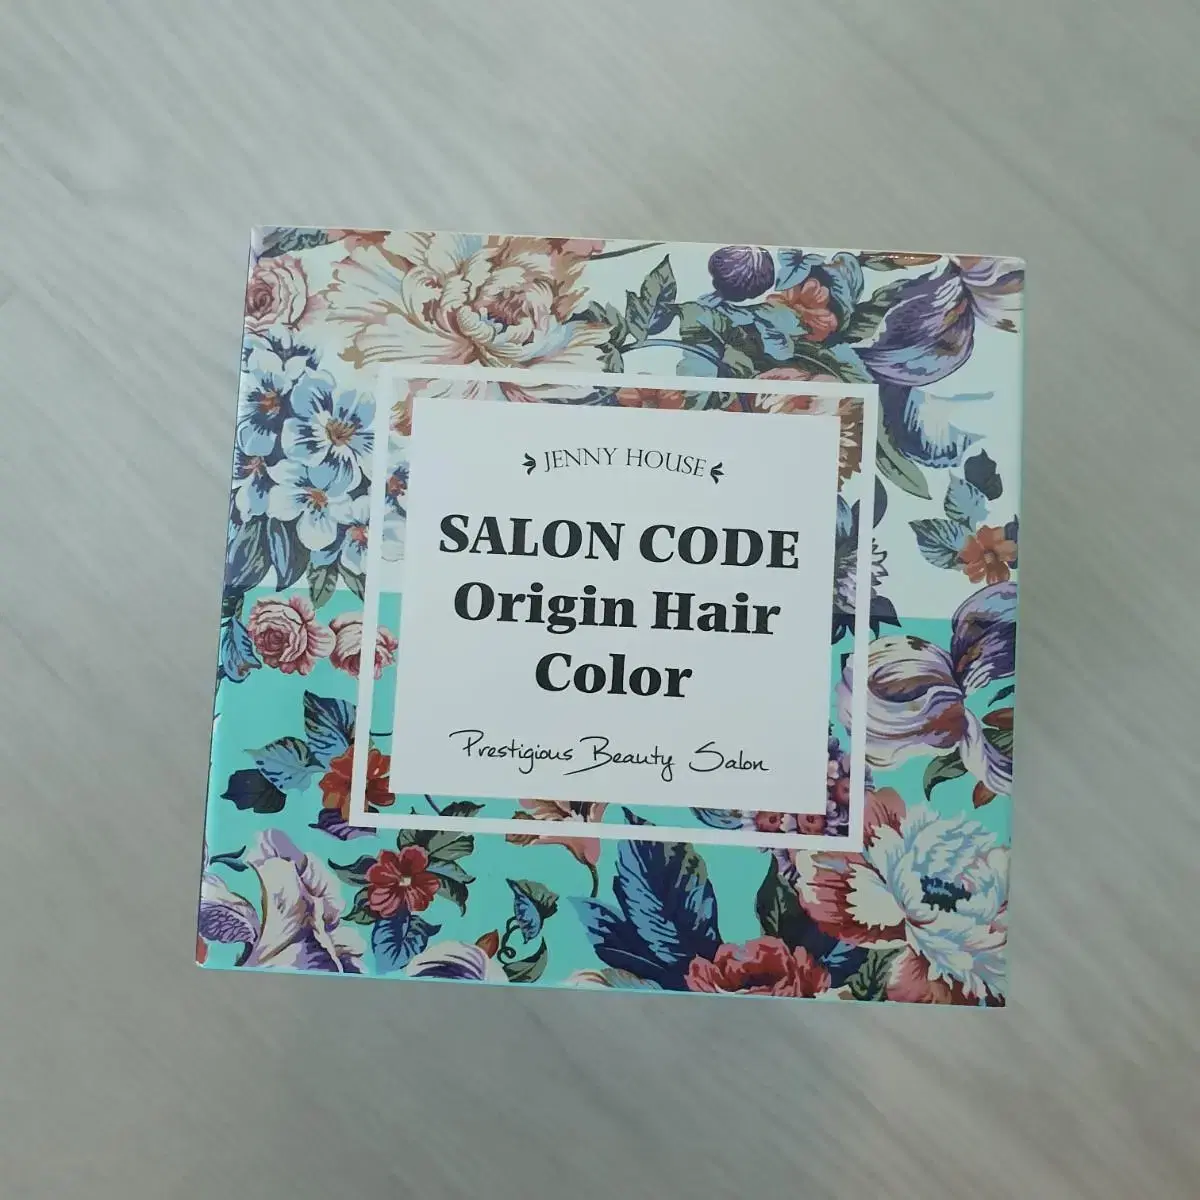 JENNY HOUSE
SALON CODE
Origin Hair
Color
Prestigious Beauty Salon